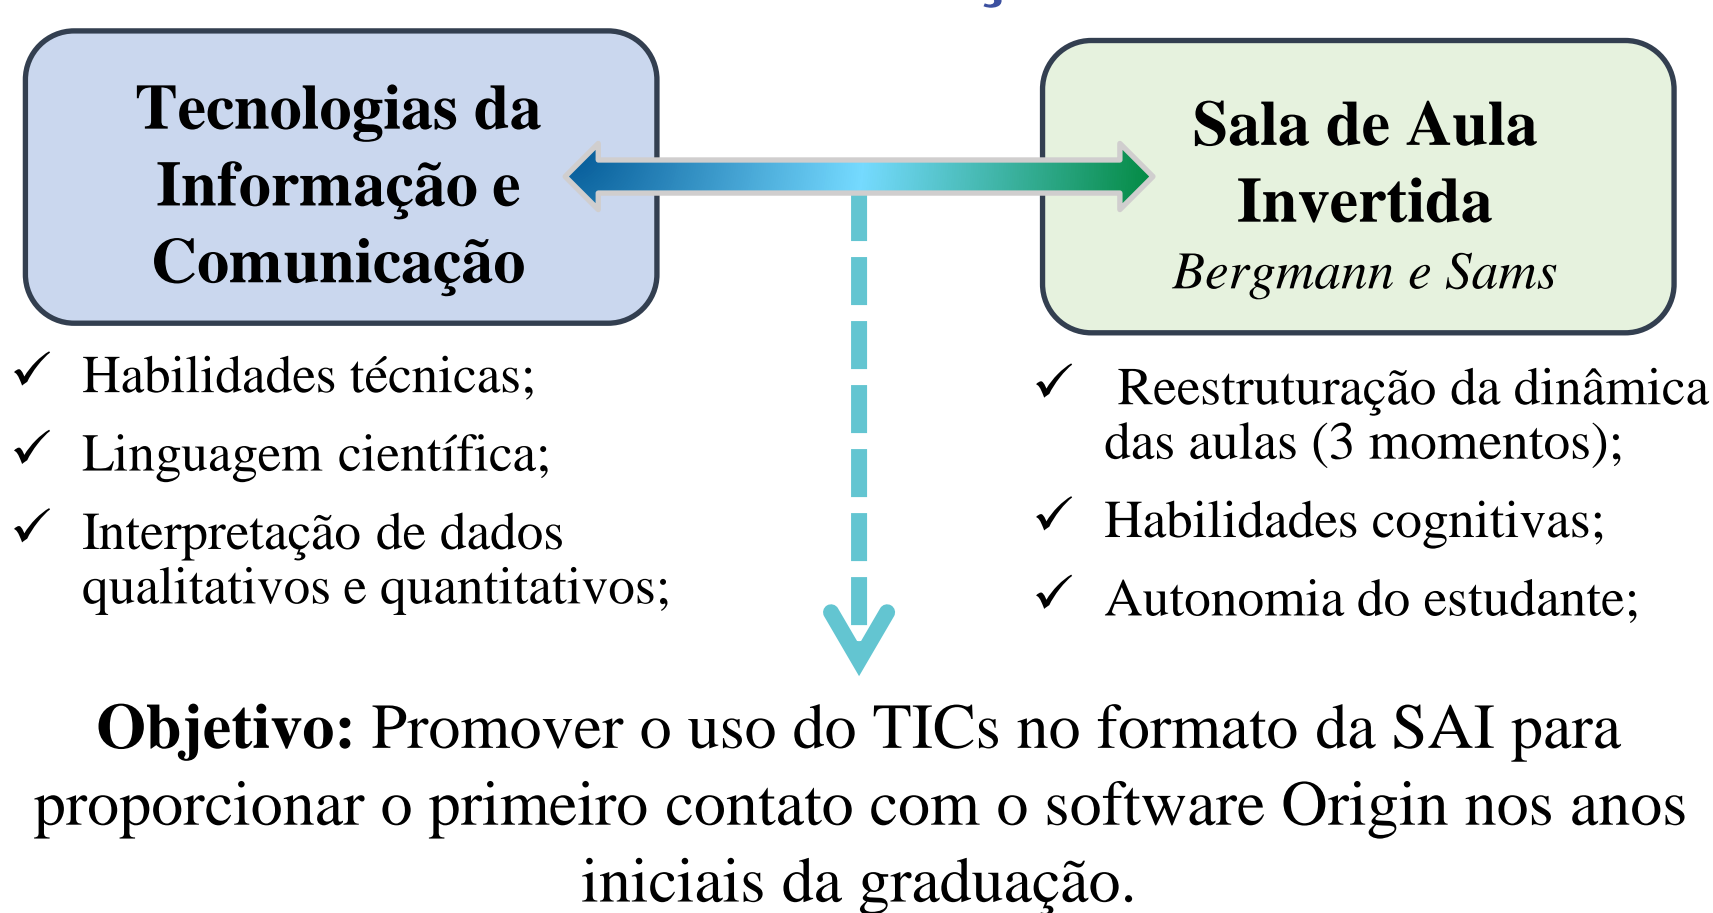 Tecnologias da
Informação e
Comunicação
✓ Habilidades técnicas;
✓ Linguagem científica;
✓ Interpretação de dados
qualitativos e quantitativos;
Sala de Aula
Invertida
Bergmann e Sams
✓ Reestruturação da dinâmica
das aulas (3 momentos);
✓ Habilidades cognitivas;
✓ Autonomia do estudante;
Objetivo: Promover o uso do TICs no formato da SAI para
proporcionar o primeiro contato com o software Origin nos anos
iniciais da graduação.